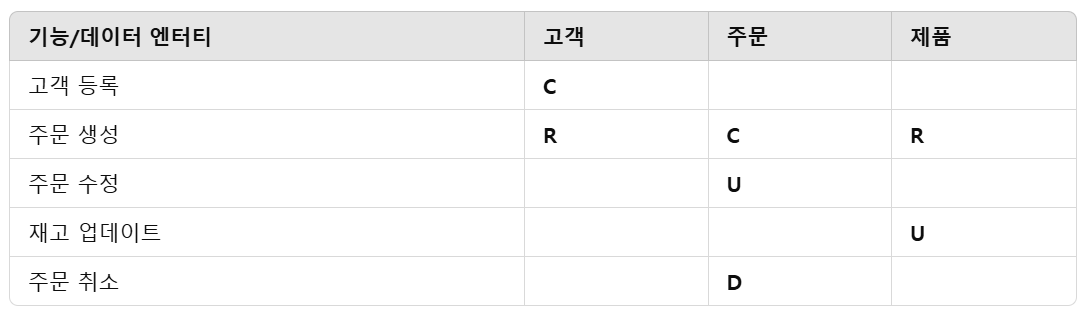 기능/데이터 엔터티 고객 주문 제품
고객 등록 C
주문 생성 R C R
주문 수정 U
재고 업데이트 U
주문 취소 D